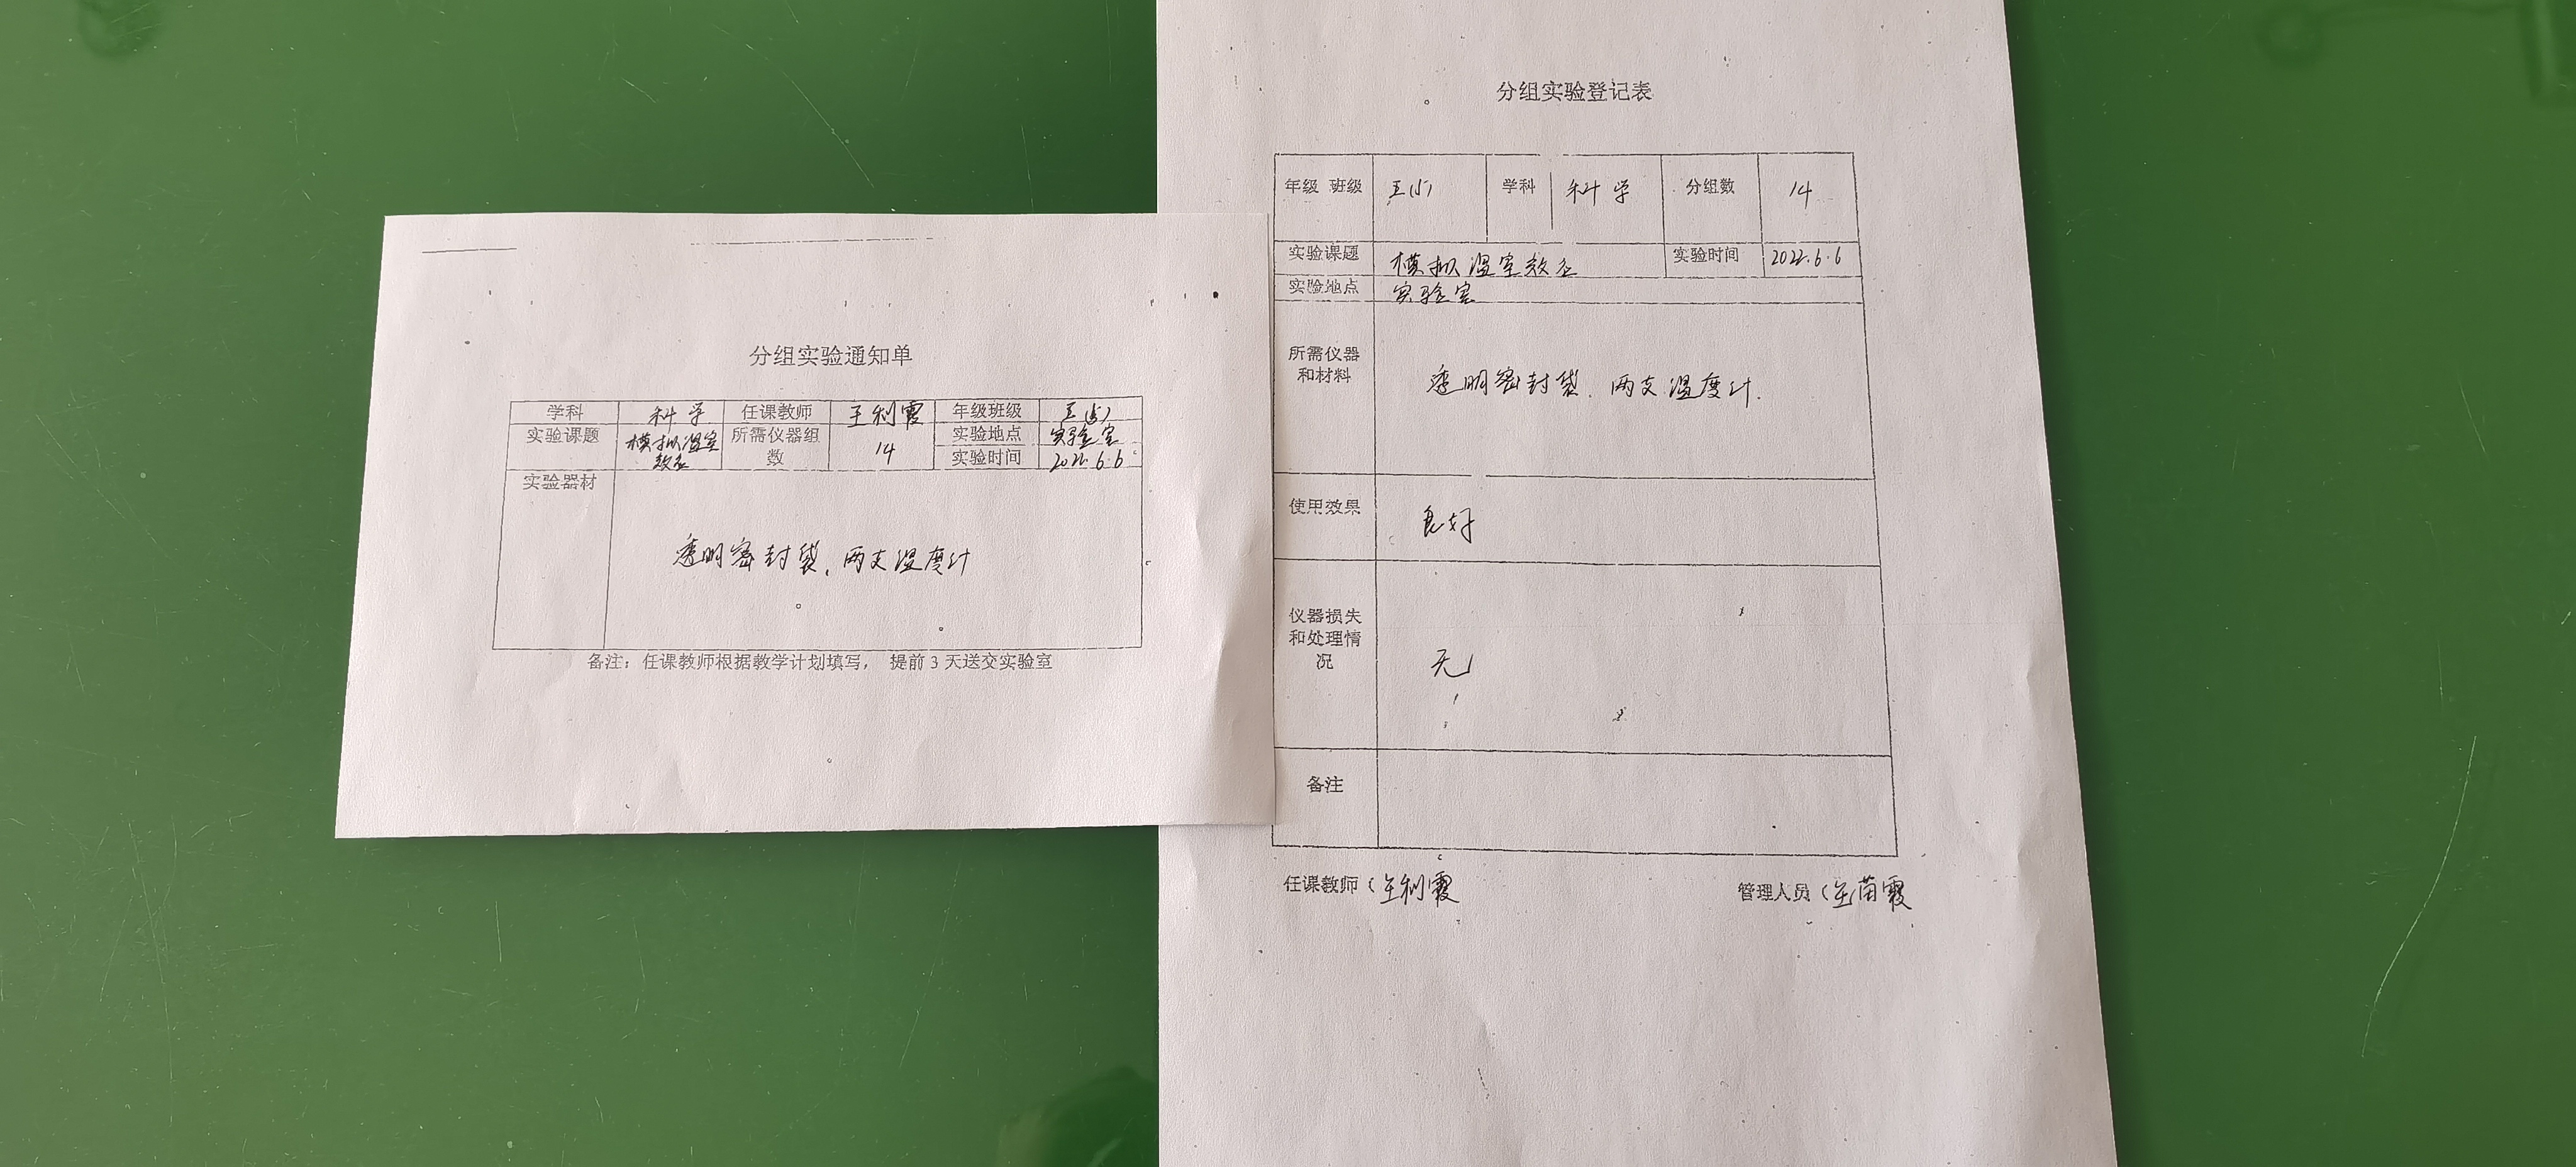 分组实验通知单
学科 科学 任课教师 王利霞 年级班级 五(5)
实验课题 模拟温室效应 所需仪器组数 14 实验地点 实验室
实验时间 2022.6.6
实验器材 透明密封袋、两支温度计
备注：任课教师根据教学计划填写， 提前3天送交实验室
分组实验登记表
年级 班级 五(5) 学科 科学 分组数 14
实验课题 模拟温室效应 实验时间 2022.6.6
实验地点 实验室
所需仪器和材料 透明密封袋、两支温度计.
使用效果 良好
仪器损失和处理情况 无
备注
任课教师（王利霞 管理人员（王苗霞